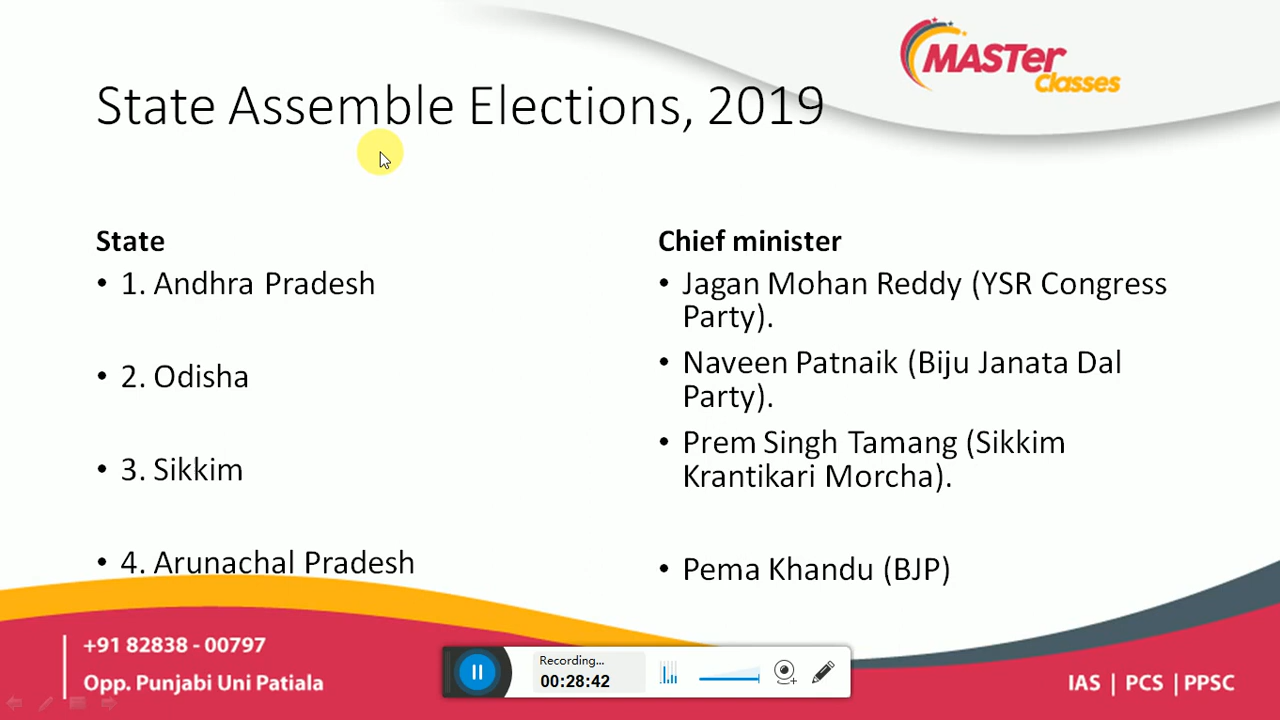 MASTer
Classes
State Assemble Elections, 2019
State
• 1. Andhra Pradesh
• 2. Odisha
• 3. Sikkim
• 4. Arunachal Pradesh
Chief minister
• Jagan Mohan Reddy (YSR Congress
Party).
• Naveen Patnaik (Biju Janata Dal
Party).
• Prem Singh Tamang (Sikkim
Krantikari Morcha).
• Pema Khandu (BJP)
+91 82838 - 00797
Opp. Punjabi Uni Patiala
Recording...
00:28:42
IAS | PCS | PPSC